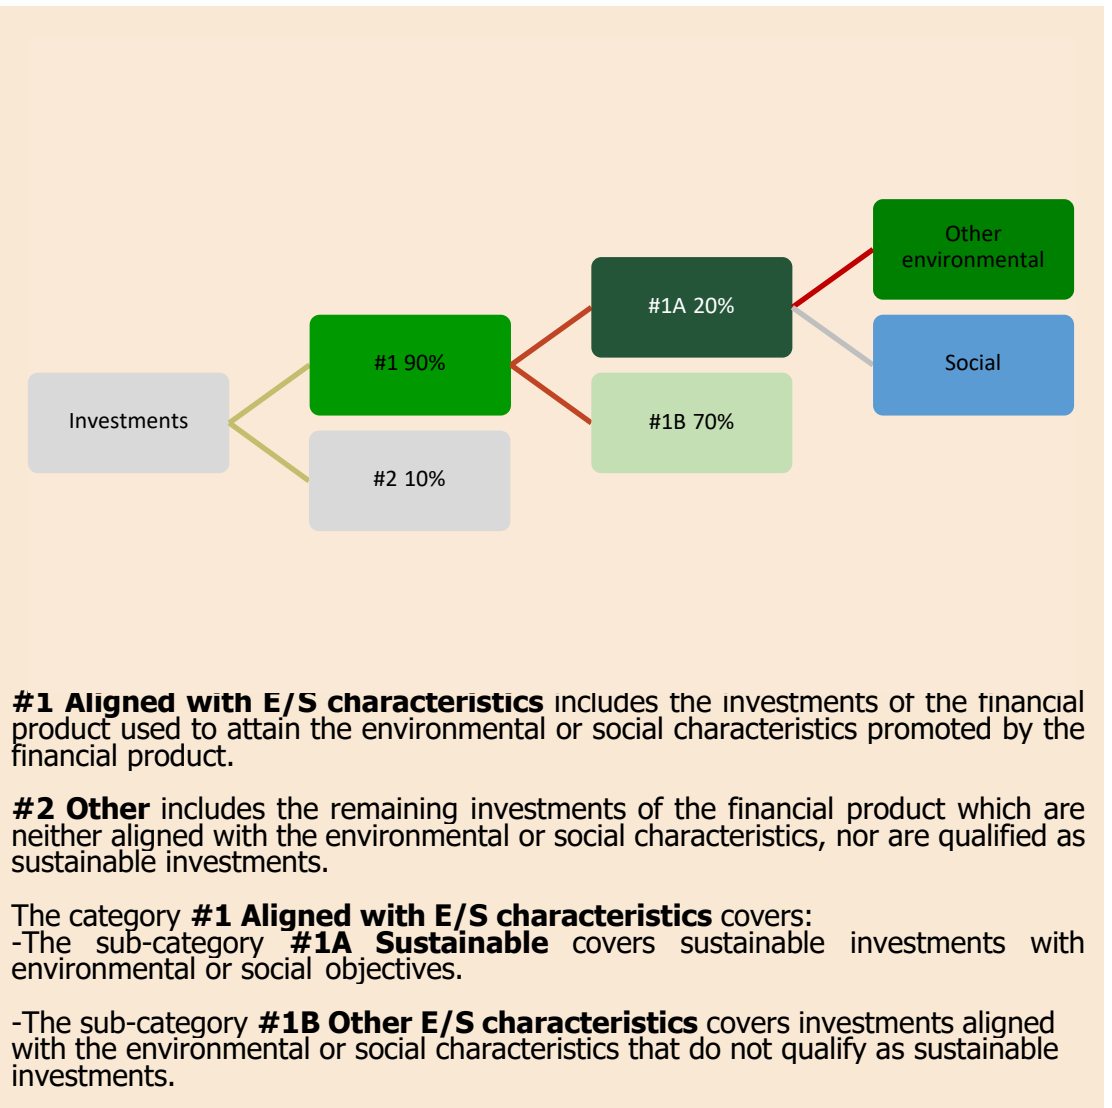 Other
environmental
#1A 20%
#1 90%
Social
Investments
#1B 70%
#2 10%
#1 Aligned with E/S characteristics includes the investments of the financial
product used to attain the environmental or social characteristics promoted by the
financial product.
#2 Other includes the remaining investments of the financial product which are
neither aligned with the environmental or social characteristics, nor are qualified as
sustainable investments.
The category #1 Aligned with E/S characteristics covers:
-The sub-category #1A Sustainable covers sustainable investments with
environmental or social objectives.
-The sub-category #1B Other E/S characteristics covers investments aligned
with the environmental or social characteristics that do not qualify as sustainable
investments.